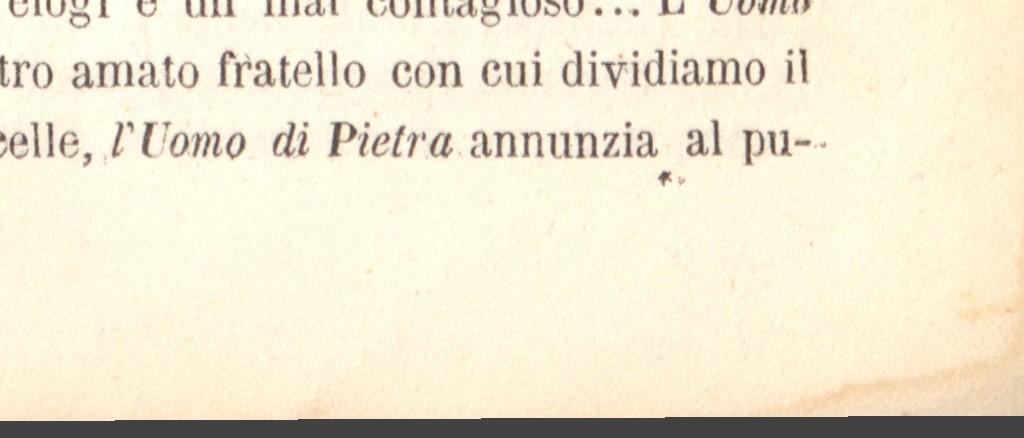 elogi è un mal contagioso... L'Uomo
tro amato fratello con cui dividiamo il
celle, l'Uomo di Pietra annunzia al pu-